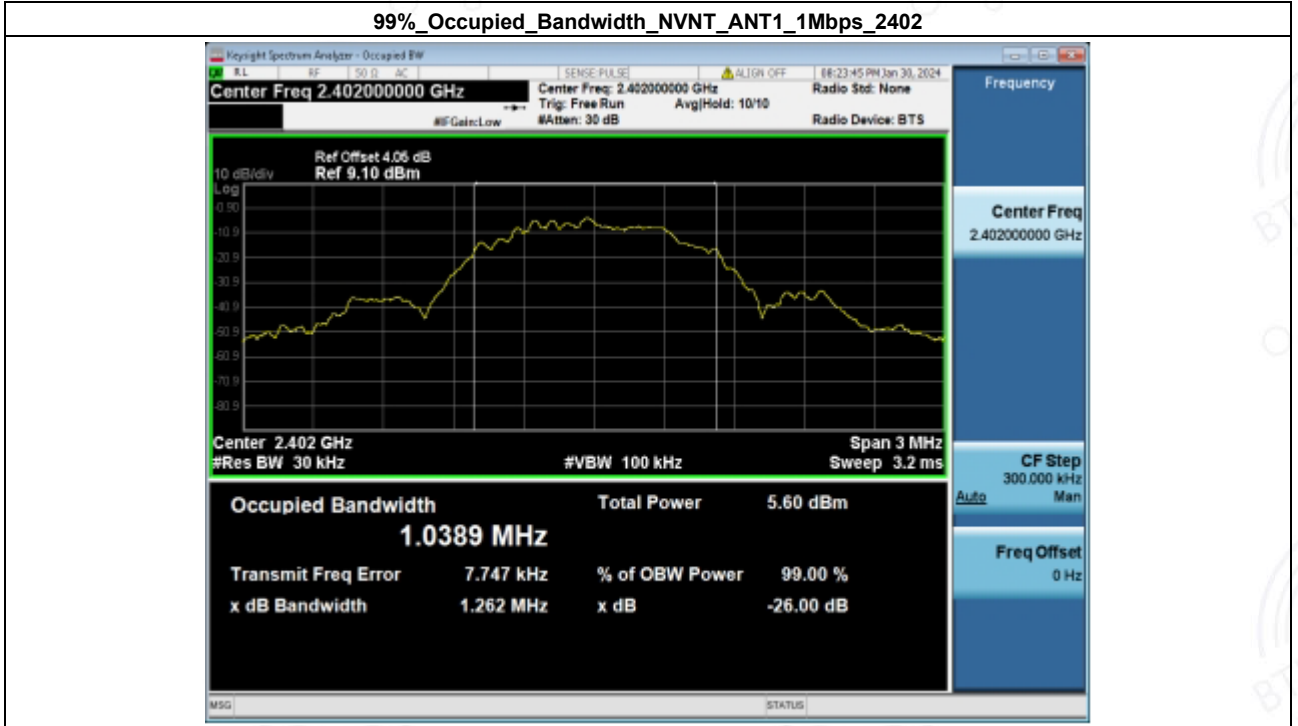 99%_Occupied_Bandwidth_NVNT_ANT1_1Mbps_2402
Keysight Spectrum Analyzer - Occupied BW
RL RF 50 Ω AC SENSE:PULSE ALIGN OFF 08:23:45 PM Jan 30, 2024
Center Freq 2.402000000 GHz
Center Freq: 2.402000000 GHz
Radio Std: None
Trig: Free Run Avg|Hold: 10/10
#IFGain:Low #Atten: 30 dB Radio Device: BTS
Frequency
Ref Offset 4.05 dB
10 dB/div Ref 9.10 dBm
Log
-0.90
-10.9
-20.9
-30.9
-40.9
-50.9
-60.9
-70.9
-80.9
Center 2.402 GHz Span 3 MHz
#Res BW 30 kHz #VBW 100 kHz Sweep 3.2 ms
Occupied Bandwidth Total Power 5.60 dBm
1.0389 MHz
Transmit Freq Error 7.747 kHz % of OBW Power 99.00 %
x dB Bandwidth 1.262 MHz x dB -26.00 dB
Center Freq
2.402000000 GHz
CF Step
300.000 kHz
Auto Man
Freq Offset
0 Hz
MSG STATUS